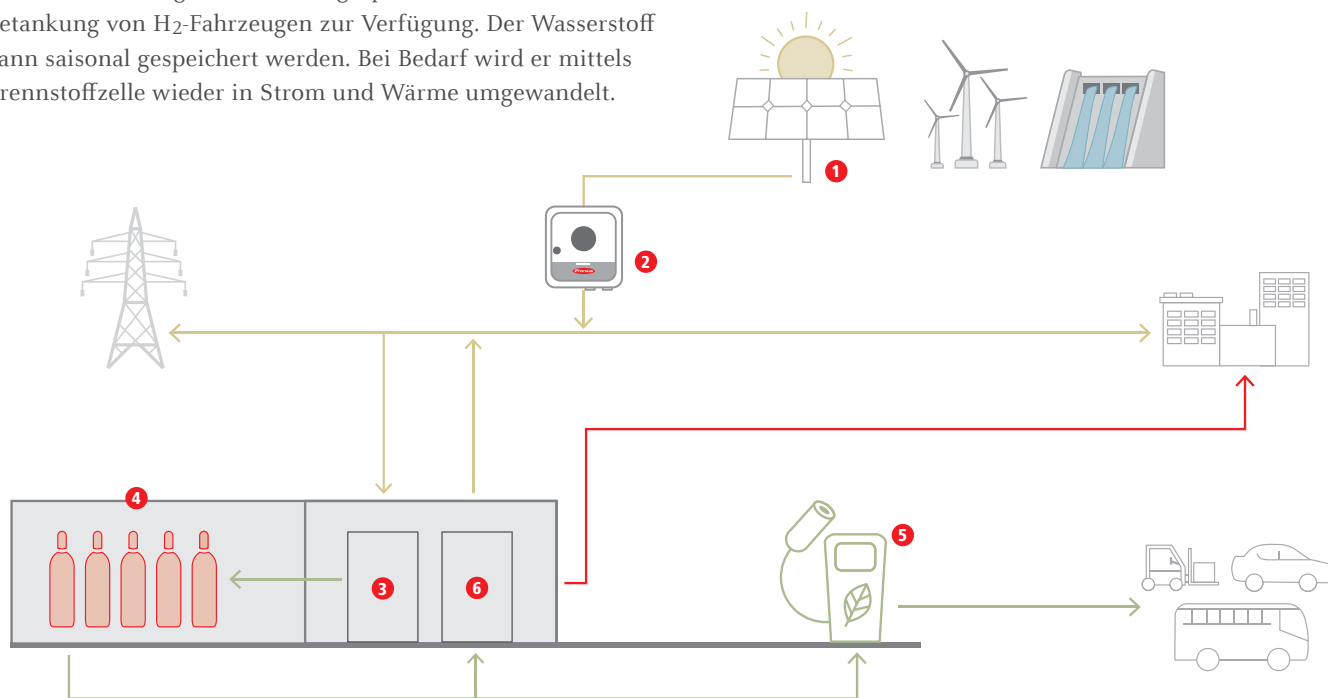 etankung von H2-Fahrzeugen zur Verfügung. Der Wasserstoff
ann saisonal gespeichert werden. Bei Bedarf wird er mittels
rennstoffzelle wieder in Strom und Wärme umgewandelt.
1
2
Fronius
4
5
3
6